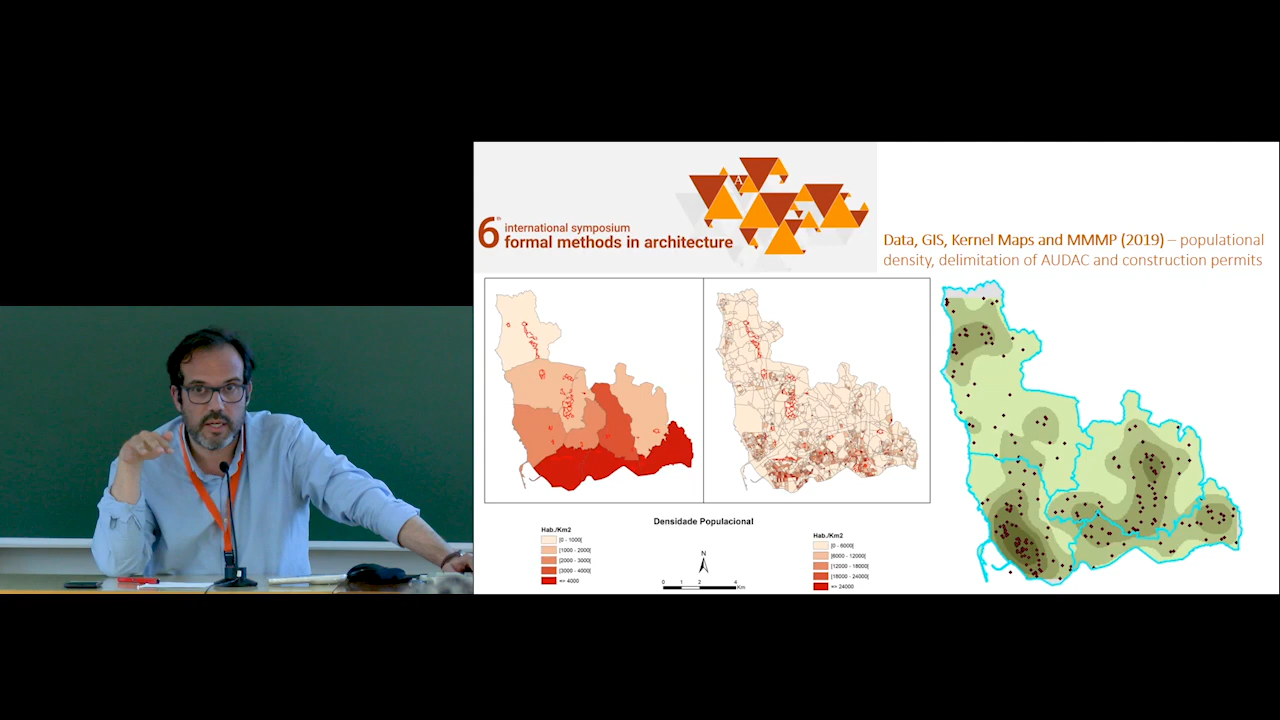 6th
international symposium
formal methods in architecture
A
Data, GIS, Kernel Maps and MMMP (2019) – populational
density, delimitation of AUDAC and construction permits
Densidade Populacional
Hab./Km2
[0 - 1000[
[1000 - 2000[
[2000 - 3000[
[3000 - 4000[
=> 4000
N
0 1 2 4
Km
Hab./Km2
[0 - 6000[
[6000 - 12000[
[12000 - 18000[
[18000 - 24000[
=> 24000